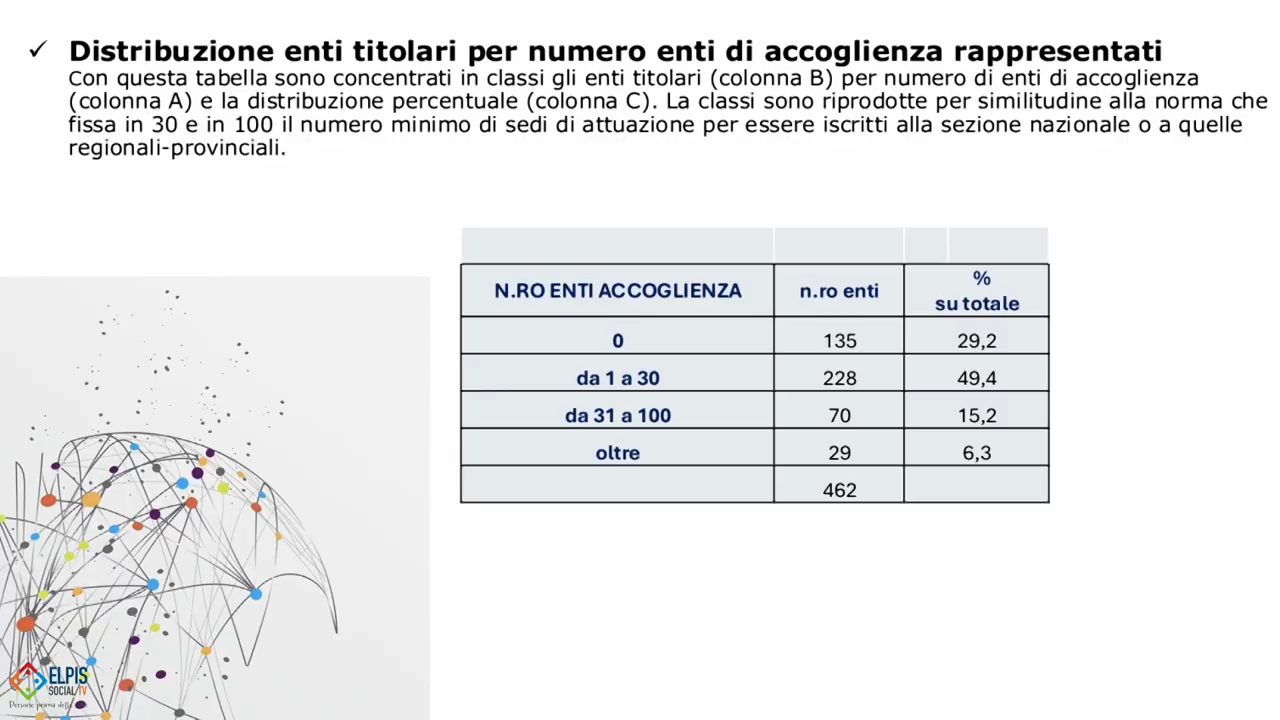 ✓ Distribuzione enti titolari per numero enti di accoglienza rappresentati
Con questa tabella sono concentrati in classi gli enti titolari (colonna B) per numero di enti di accoglienza
(colonna A) e la distribuzione percentuale (colonna C). La classi sono riprodotte per similitudine alla norma che
fissa in 30 e in 100 il numero minimo di sedi di attuazione per essere iscritti alla sezione nazionale o a quelle
regionali-provinciali.
N.RO ENTI ACCOGLIENZA n.ro enti % su totale
0 135 29,2
da 1 a 30 228 49,4
da 31 a 100 70 15,2
oltre 29 6,3
462
ELPIS
SOCIAL TV
Persone prima della